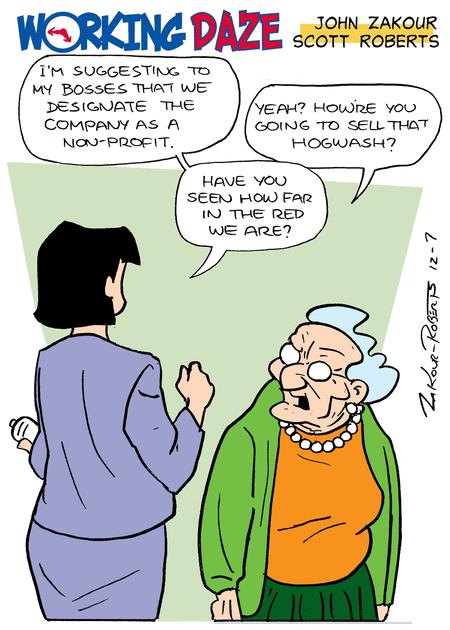 WORKING DAZE
JOHN ZAKOUR
SCOTT ROBERTS
I'M SUGGESTING TO
MY BOSSES THAT WE
DESIGNATE THE
COMPANY AS A
NON-PROFIT.
YEAH? HOW'RE YOU
GOING TO SELL THAT
HOGWASH?
HAVE YOU
SEEN HOW FAR
IN THE RED
WE ARE?
ZAKOUR-ROBERTS 12-7